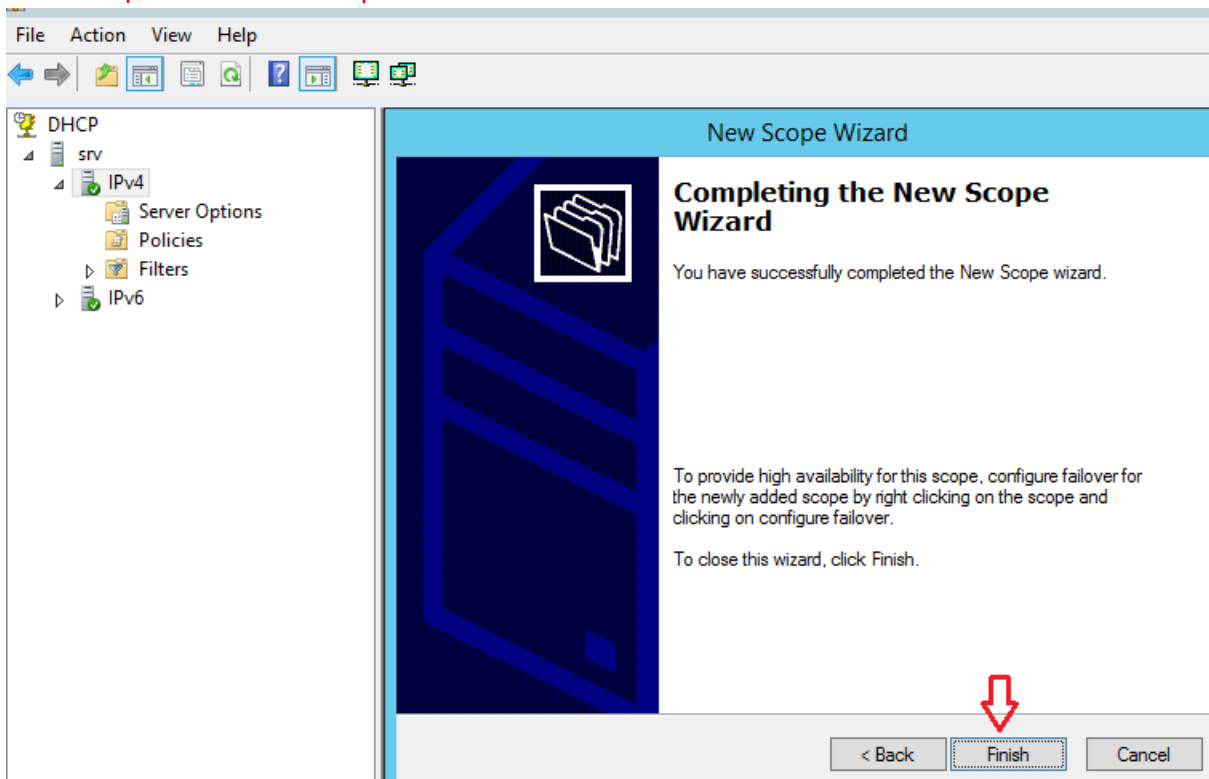 File Action View Help
DHCP
srv
IPv4
Server Options
Policies
Filters
IPv6
New Scope Wizard
Completing the New Scope
Wizard
You have successfully completed the New Scope wizard.
To provide high availability for this scope, configure failover for
the newly added scope by right clicking on the scope and
clicking on configure failover.
To close this wizard, click Finish.
< Back Finish Cancel